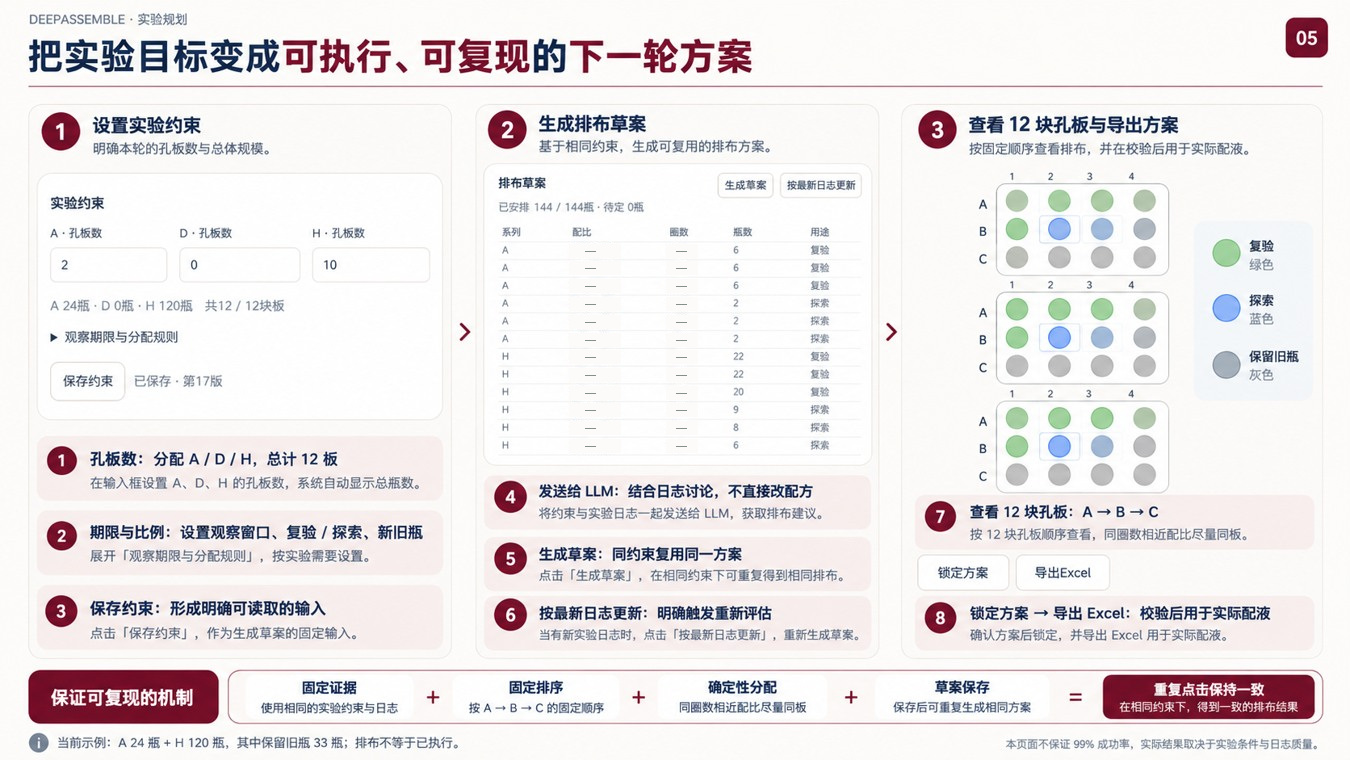 DEEPASSEMBLE · 实验规划
把实验目标变成可执行、可复现的下一轮方案
05
1 设置实验约束
明确本轮的孔板数与总体规模。
实验约束
A · 孔板数 D · 孔板数 H · 孔板数
2 0 10
A 24瓶 · D 0瓶 · H 120瓶 共12 / 12块板
▶ 观察期限与分配规则
保存约束 已保存 · 第17版
1 孔板数：分配 A / D / H，总计 12 板
在输入框设置 A、D、H 的孔板数，系统自动显示总瓶数。
2 期限与比例：设置观察窗口、复验 / 探索、新旧瓶
展开「观察期限与分配规则」，按实验需要设置。
3 保存约束：形成明确可读取的输入
点击「保存约束」，作为生成草案的固定输入。
2 生成排布草案
基于相同约束，生成可复用的排布方案。
排布草案 生成草案 按最新日志更新
已安排 144 / 144瓶 · 待定 0瓶
系列 配比 圈数 瓶数 用途
A — — 6 复验
A — — 6 复验
A — — 6 复验
A — — 2 探索
A — — 2 探索
A — — 2 探索
H — — 22 复验
H — — 22 复验
H — — 20 复验
H — — 9 探索
H — — 8 探索
H — — 6 探索
4 发送给 LLM：结合日志讨论，不直接改配方
将约束与实验日志一起发送给 LLM，获取排布建议。
5 生成草案：同约束复用同一方案
点击「生成草案」，在相同约束下可重复得到相同排布。
6 按最新日志更新：明确触发重新评估
当有新实验日志时，点击「按最新日志更新」，重新生成草案。
3 查看 12 块孔板与导出方案
按固定顺序查看排布，并在校验后用于实际配液。
1 2 3 4
A
B
C
1 2 3 4
A
B
C
1 2 3 4
A
B
C
复验
绿色
探索
蓝色
保留旧瓶
灰色
7 查看 12 块孔板：A → B → C
按 12 块孔板顺序查看，同圈数相近配比尽量同板。
锁定方案 导出Excel
8 锁定方案 → 导出 Excel：校验后用于实际配液
确认方案后锁定，并导出 Excel 用于实际配液。
保证可复现的机制
固定证据
使用相同的实验约束与日志
+
固定排序
按 A → B → C 的固定顺序
+
确定性分配
同圈数相近配比尽量同板
+
草案保存
保存后可重复生成相同方案
=
重复点击保持一致
在相同约束下，得到一致的排布结果
i 当前示例：A 24 瓶 + H 120 瓶，其中保留旧瓶 33 瓶；排布不等于已执行。
本页面不保证 99% 成功率，实际结果取决于实验条件与日志质量。